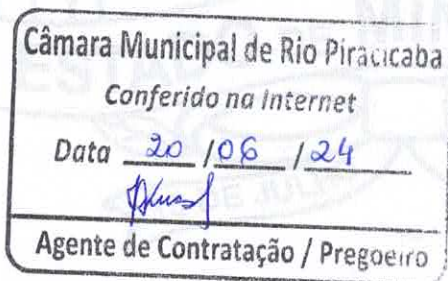 Câmara Municipal de Rio Piracicaba
Conferido na Internet
Data 20 / 06 / 24
Agente de Contratação / Pregoeiro